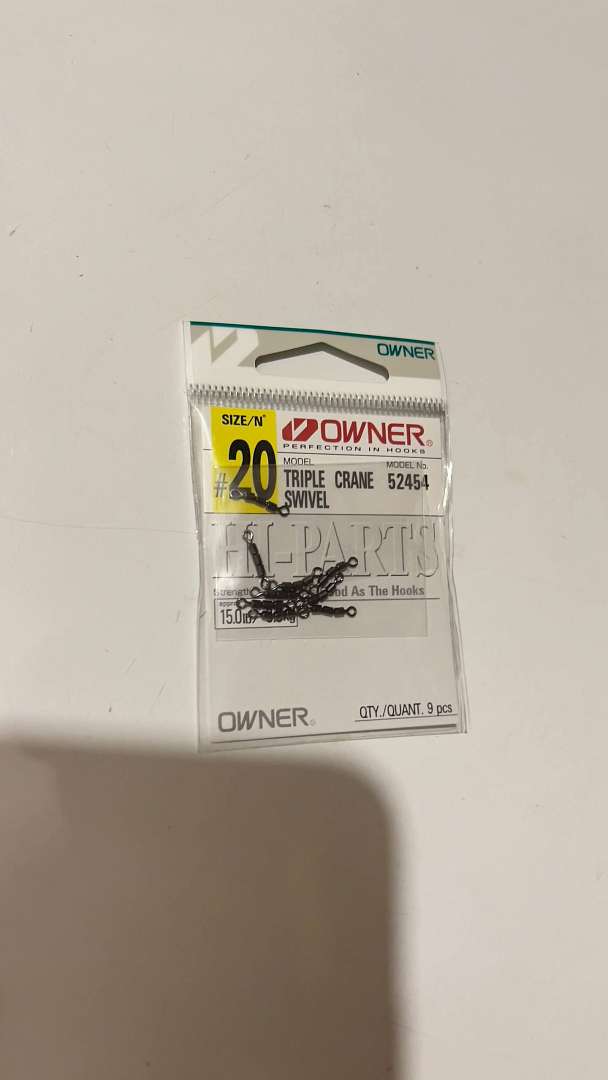 OWNER
SIZE/N°
#20
OWNER®
PERFECTION IN HOOKS
MODEL
MODEL No.
TRIPLE CRANE
SWIVEL
52454
HI-PARTS
Strength
As The Hooks
15.0lb
OWNER®
QTY./QUANT. 9 pcs